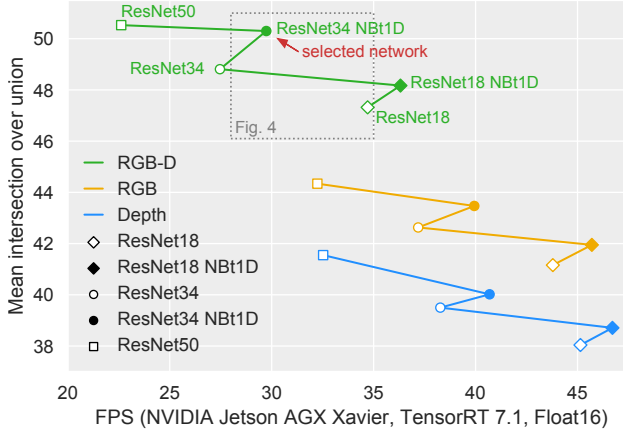 ResNet50
ResNet34 NBt1D
selected network
ResNet34
ResNet18 NBt1D
ResNet18
Fig. 4
RGB-D
RGB
Depth
ResNet18
ResNet18 NBt1D
ResNet34
ResNet34 NBt1D
ResNet50
Mean intersection over union
50
48
46
44
42
40
38
20 25 30 35 40 45
FPS (NVIDIA Jetson AGX Xavier, TensorRT 7.1, Float16)